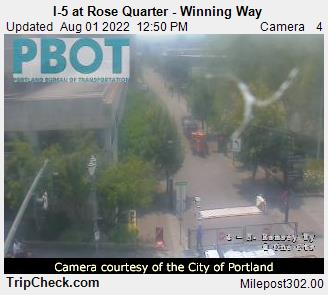 I-5 at Rose Quarter - Winning Way
Updated Aug 01 2022 12:50 PM Camera 4
PBOT
PORTLAND BUREAU OF TRANSPORTATION
Camera courtesy of the City of Portland
TripCheck.com Milepost302.00